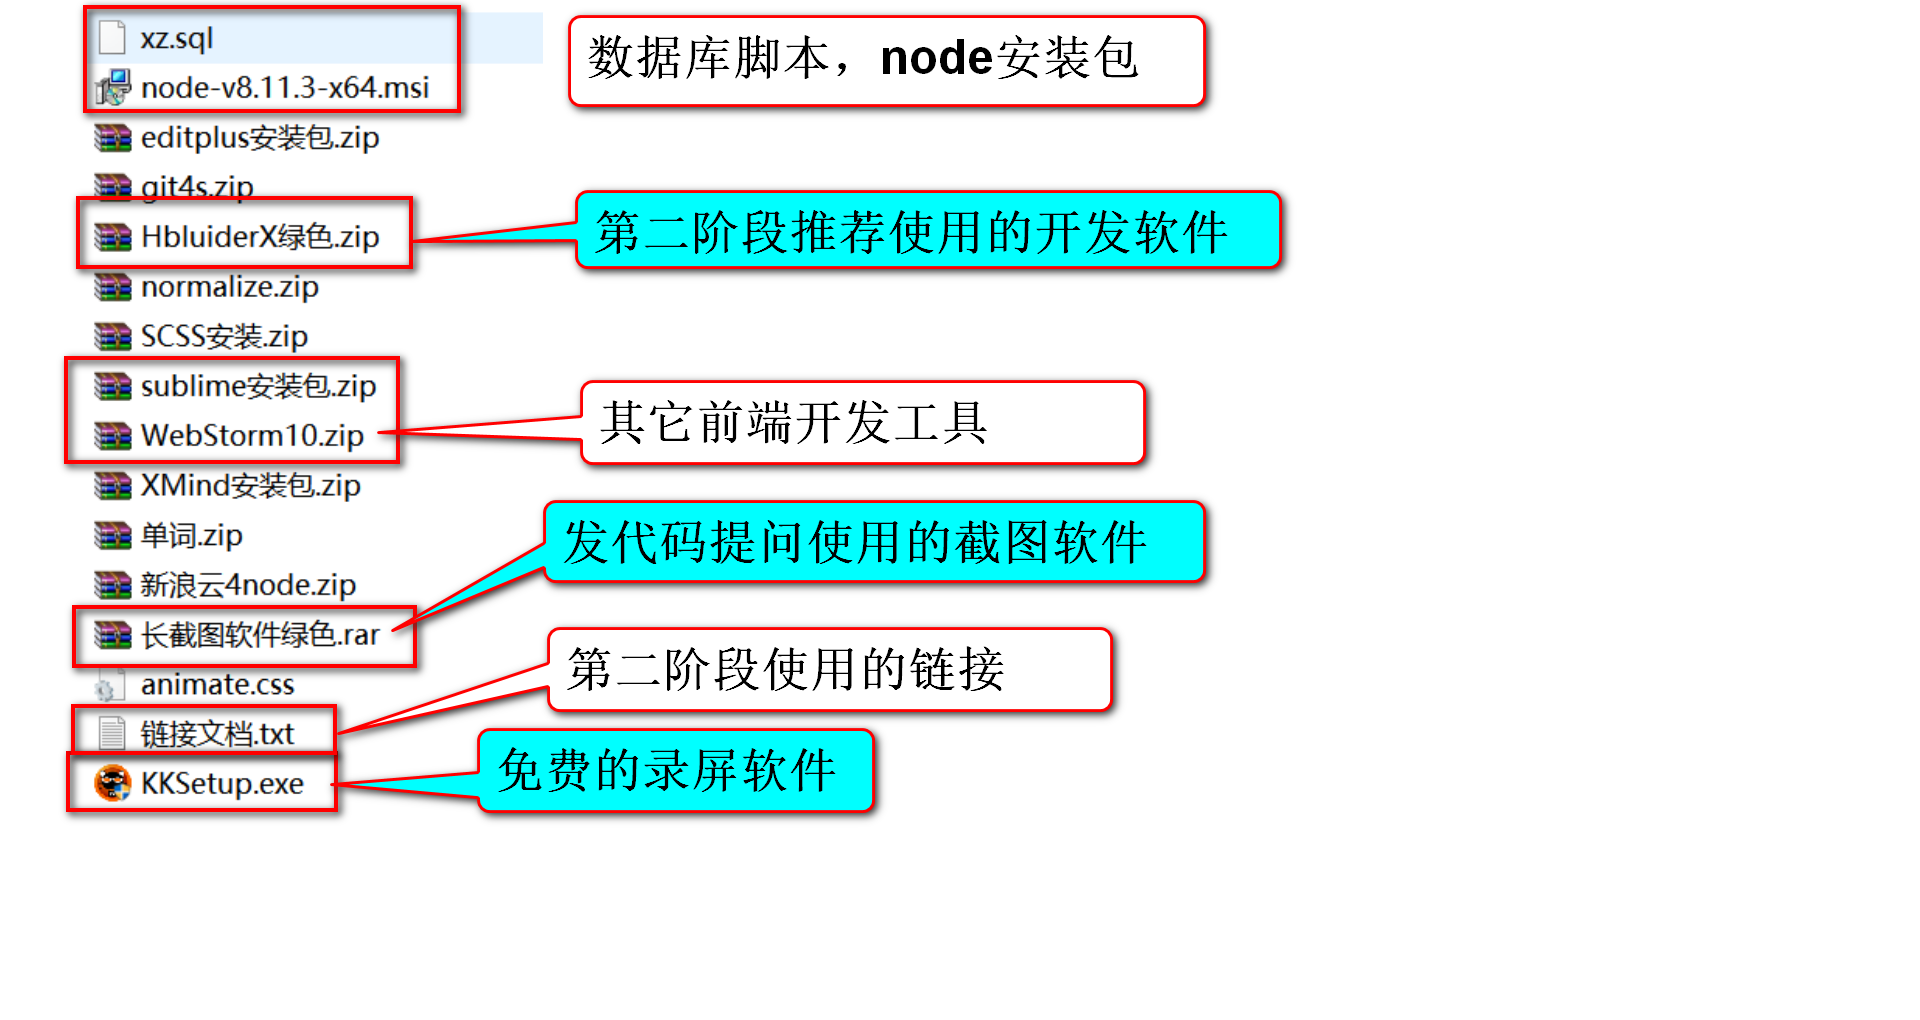 xz.sql
数据库脚本，node安装包
node-v8.11.3-x64.msi
editplus安装包.zip
git4s.zip
HbluiderX绿色.zip
第二阶段推荐使用的开发软件
normalize.zip
SCSS安装.zip
sublime安装包.zip
WebStorm10.zip
其它前端开发工具
XMind安装包.zip
单词.zip
发代码提问使用的截图软件
新浪云4node.zip
长截图软件绿色.rar
第二阶段使用的链接
animate.css
链接文档.txt
KKSetup.exe
免费的录屏软件